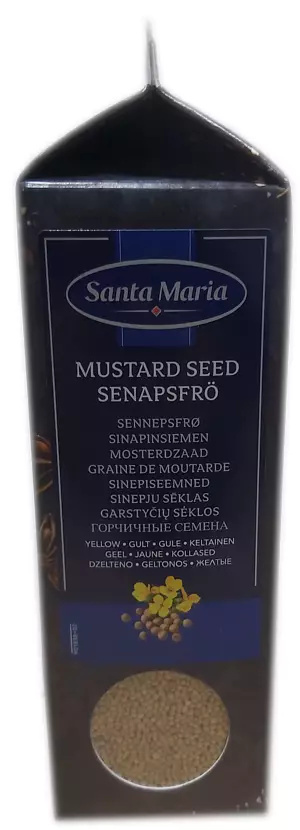 Santa Maria
MUSTARD SEED
SENAPSFRÖ
SENNEPSFRØ
SINAPINSIEMEN
MOSTERDZAAD
GRAINE DE MOUTARDE
SINEPISEEMNED
SINEPJU SĒKLAS
GARSTYČIŲ SĖKLOS
ГОРЧИЧНЫЕ СЕМЕНА
YELLOW • GULT • GULE • KELTAINEN
GEEL • JAUNE • KOLLASED
DZELTENO • GELTONOS • ЖЕЛТЫЕ